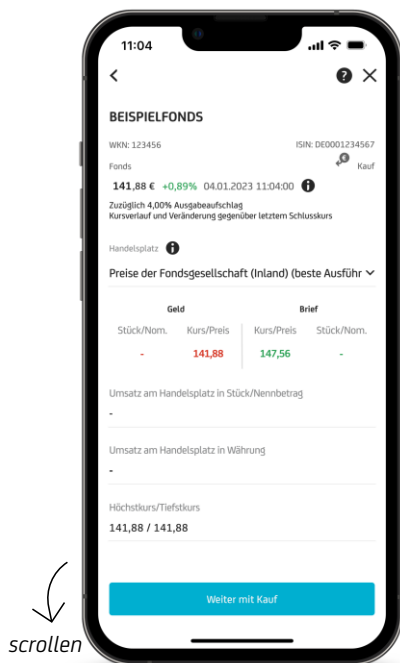 11:04
BEISPIELFONDS
WKN: 123456 ISIN: DE0001234567
Fonds Kauf
141,88 € +0,89% 04.01.2023 11:04:00
Zuzüglich 4,00% Ausgabeaufschlag
Kursverlauf und Veränderung gegenüber letztem Schlusskurs
Handelsplatz
Preise der Fondsgesellschaft (Inland) (beste Ausführ
Geld Brief
Stück/Nom. Kurs/Preis Kurs/Preis Stück/Nom.
- 141,88 147,56 -
Umsatz am Handelsplatz in Stück/Nennbetrag
-
Umsatz am Handelsplatz in Währung
-
Höchstkurs/Tiefstkurs
141,88 / 141,88
Weiter mit Kauf
scrollen